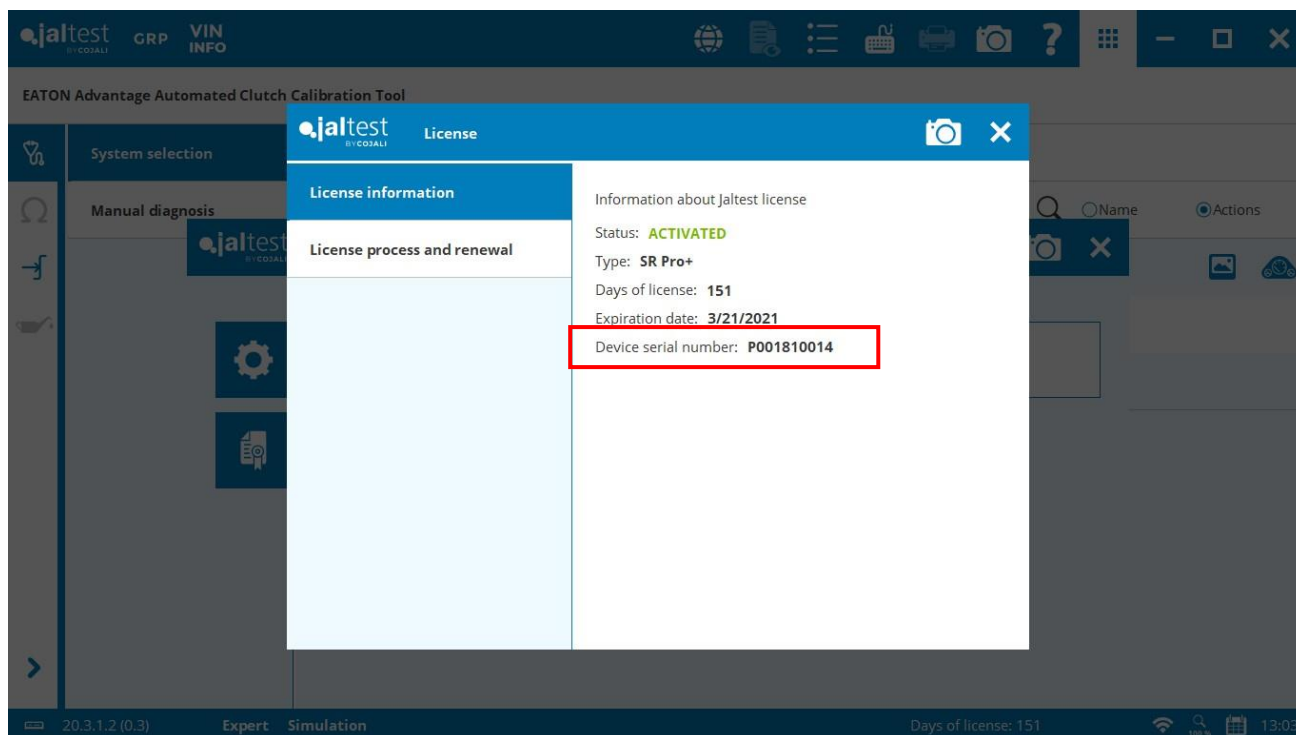 jaltest GRP VIN INFO
BY COJALI
EATON Advantage Automated Clutch Calibration Tool
System selection
Manual diagnosis
Name Actions
jaltest
BY COJALI
jaltest License
BY COJALI
License information
License process and renewal
Information about Jaltest license
Status: ACTIVATED
Type: SR Pro+
Days of license: 151
Expiration date: 3/21/2021
Device serial number: P001810014
20.3.1.2 (0.3) Expert Simulation Days of license: 151 100 % 13:03